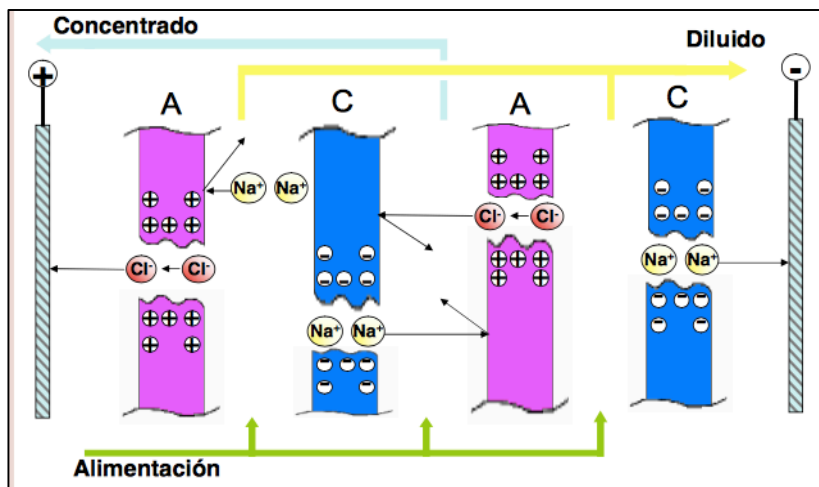 Concentrado
Diluido
+
-
A
C
A
C
Na⁺ Na⁺
Cl⁻ Cl⁻
Cl⁻ Cl⁻
Na⁺ Na⁺
Na⁺ Na⁺
Alimentación